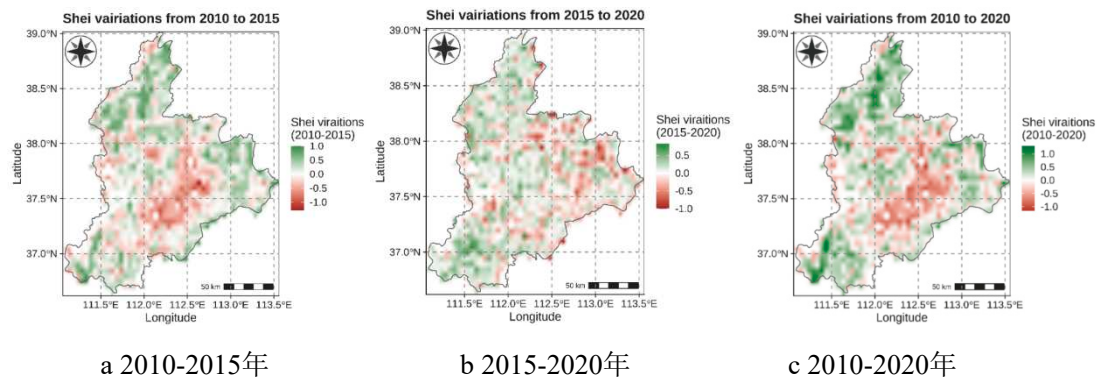 Shei vairiations from 2010 to 2015
39.0°N
38.5°N
38.0°N
37.5°N
37.0°N
Latitude
111.5°E 112.0°E 112.5°E 113.0°E 113.5°E
Longitude
50 km
Shei viraitions
(2010-2015)
1.0
0.5
0.0
-0.5
-1.0
a 2010-2015年
Shei vairiations from 2015 to 2020
39.0°N
38.5°N
38.0°N
37.5°N
37.0°N
Latitude
111.5°E 112.0°E 112.5°E 113.0°E 113.5°E
Longitude
50 km
Shei viraitions
(2015-2020)
0.5
0.0
-0.5
-1.0
b 2015-2020年
Shei vairiations from 2010 to 2020
39.0°N
38.5°N
38.0°N
37.5°N
37.0°N
Latitude
111.5°E 112.0°E 112.5°E 113.0°E 113.5°E
Longitude
50 km
Shei viraitions
(2010-2020)
1.0
0.5
0.0
-0.5
-1.0
c 2010-2020年